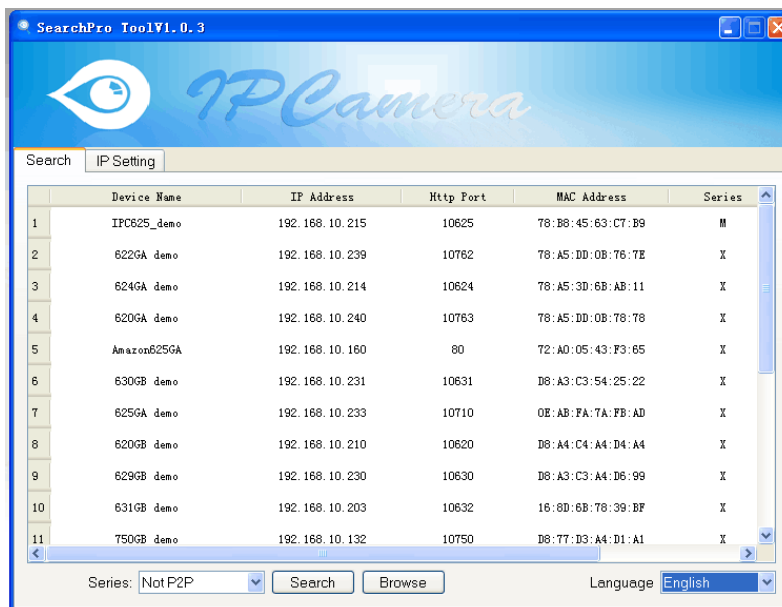 SearchPro ToolV1.0.3
IPCamera
Search IP Setting
Device Name IP Address Http Port MAC Address Series
1 IPC625_demo 192.168.10.215 10625 78:B8:45:63:C7:B9 M
2 622GA demo 192.168.10.239 10762 78:A5:DD:0B:76:7E X
3 624GA demo 192.168.10.214 10624 78:A5:3D:6B:AB:11 X
4 620GA demo 192.168.10.240 10763 78:A5:DD:0B:78:78 X
5 Amazon625GA 192.168.10.160 80 72:A0:05:43:F3:65 X
6 630GB demo 192.168.10.231 10631 D8:A3:C3:54:25:22 X
7 625GA demo 192.168.10.233 10710 0E:AB:FA:7A:FB:AD X
8 620GB demo 192.168.10.210 10620 D8:A4:C4:A4:D4:A4 X
9 629GB demo 192.168.10.230 10630 D8:A3:C3:A4:D6:99 X
10 631GB demo 192.168.10.203 10632 16:8D:6B:78:39:BF X
11 750GB demo 192.168.10.132 10750 D8:77:D3:A4:D1:A1 X
Series: Not P2P Search Browse Language English